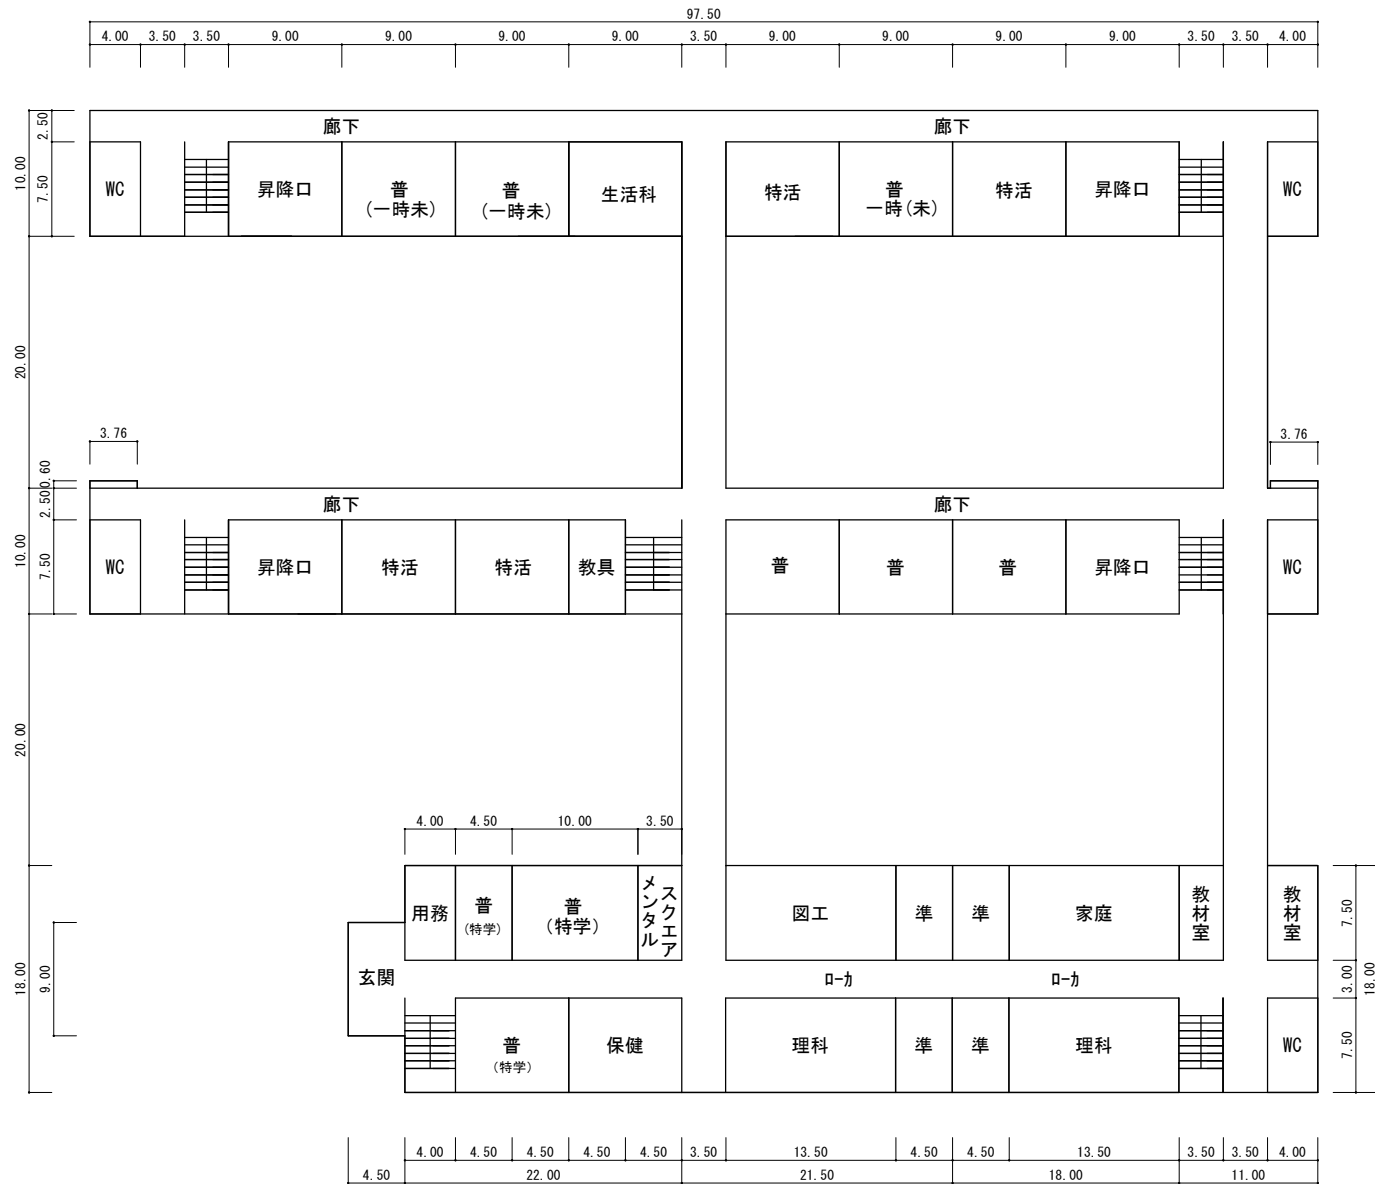 97.50
4.00 3.50 3.50 9.00 9.00 9.00 9.00 3.50 9.00 9.00 9.00 9.00 3.50 3.50 4.00
2.50
10.00
7.50
廊下 廊下
WC 昇降口 普 普 生活科 特活 普 特活 昇降口 WC
(一時未) (一時未) 一時(未)
20.00
3.76 3.76
0.60
2.50
10.00
7.50
廊下 廊下
WC 昇降口 特活 特活 教具 普 普 普 昇降口 WC
20.00
4.00 4.50 10.00 3.50
用務 普 普 メンタル スクエア 図工 準 準 家庭 教材室 教材室
(特学) (特学)
7.50
18.00
9.00
玄関 ﾛｰｶ ﾛｰｶ
3.00
18.00
普 保健 理科 準 準 理科 WC
(特学)
7.50
4.00 4.50 4.50 4.50 4.50 3.50 13.50 4.50 4.50 13.50 3.50 3.50 4.00
4.50 22.00 21.50 18.00 11.00